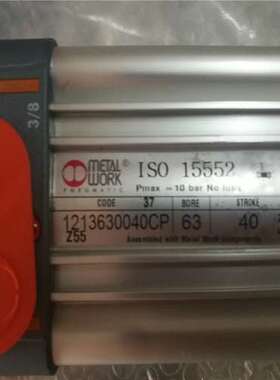 3/8
METAL® WORK
PNEUMATIC
ISO 15552
Pmax = 10 bar No lube
CODE 37 BORE STROKE
1213630040CP 63 40
Z55 Assembled with Metal Work components